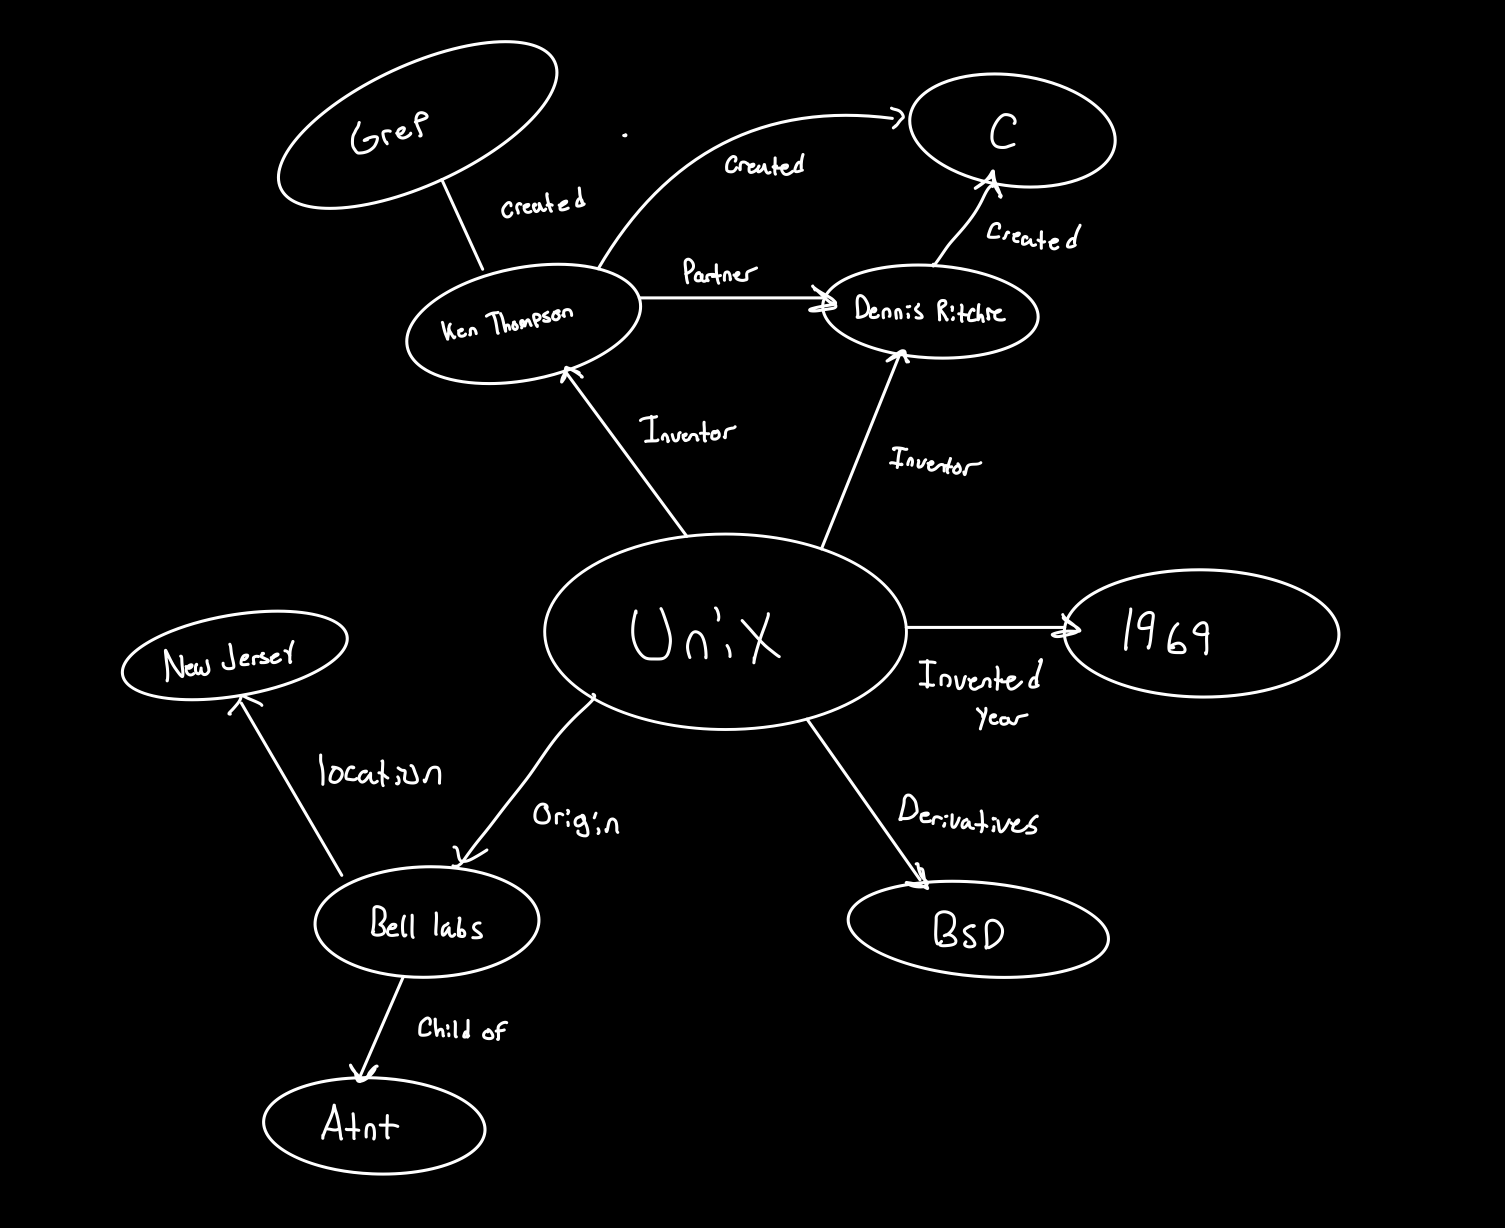 Grep
C
Created
created
Created
Partner
Ken Thompson
Dennis Ritchie
Inventor
Inventor
Unix
1969
New Jersey
Invented
year
location
Origin
Derivatives
Bell labs
BSD
Child of
Atnt